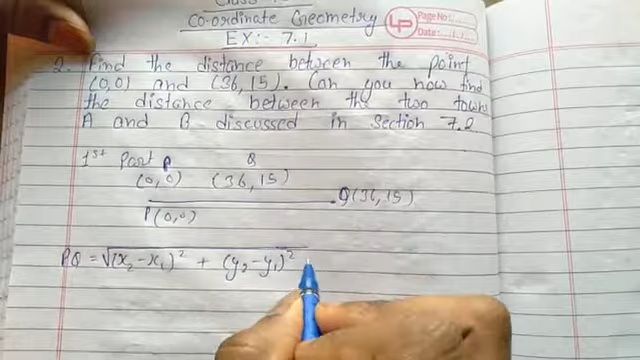 Co-ordinate Geometry
Page No:
Date:
EX:- 7.1
2. Find the distance between the point
(0,0) and (36,15). Can you now find
the distance between the two towns
A and B discussed in Section 7.2
1st Part P Q
(0,0) (36,15)
Q(36,15)
P(0,0)
PQ = √(x₂-x₁)² + (y₂-y₁)²